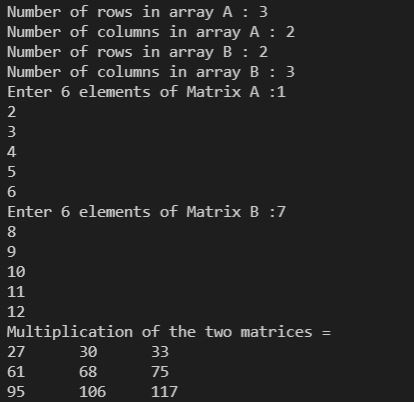 Number of rows in array A : 3
Number of columns in array A : 2
Number of rows in array B : 2
Number of columns in array B : 3
Enter 6 elements of Matrix A :1
2
3
4
5
6
Enter 6 elements of Matrix B :7
8
9
10
11
12
Multiplication of the two matrices =
27 30 33
61 68 75
95 106 117